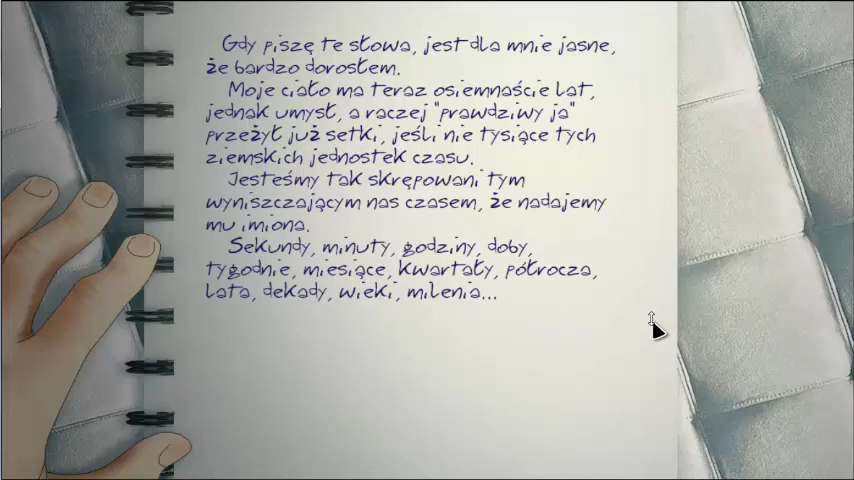 Gdy piszę te słowa, jest dla mnie jasne,
że bardzo dorosłem.
Moje ciało ma teraz osiemnaście lat,
jednak umysł, a raczej "prawdziwy ja"
przeżył już setki, jeśli nie tysiące tych
ziemskich jednostek czasu.
Jesteśmy tak skrępowani tym
wyniszczającym nas czasem, że nadajemy
mu imiona.
Sekundy, minuty, godziny, doby,
tygodnie, miesiące, kwartały, półrocza,
lata, dekady, wieki, milenia...